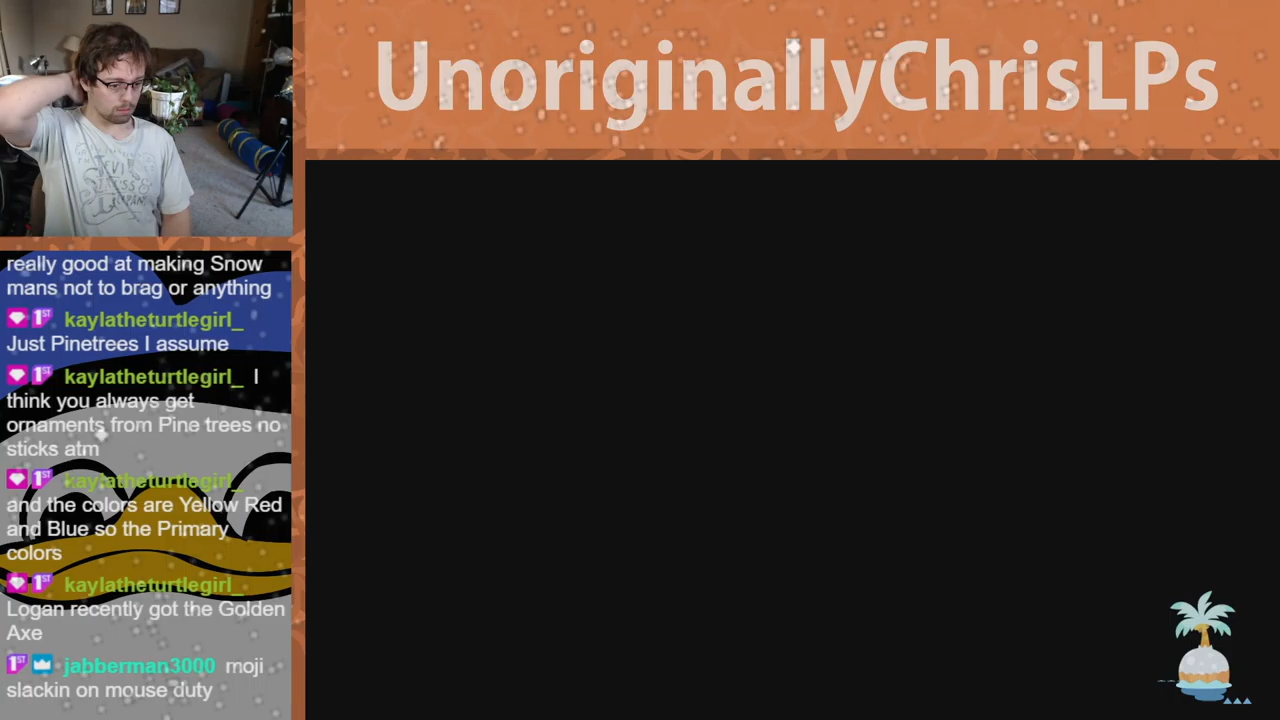 UnoriginallyChrisLPs
really good at making Snow
mans not to brag or anything
kaylatheturtlegirl_
Just Pinetrees I assume
kaylatheturtlegirl_ I
think you always get
ornaments from Pine trees no
sticks atm
kaylatheturtlegirl_
and the colors are Yellow Red
and Blue so the Primary
colors
kaylatheturtlegirl_
Logan recently got the Golden
Axe
jabberman3000 moji
slackin on mouse duty